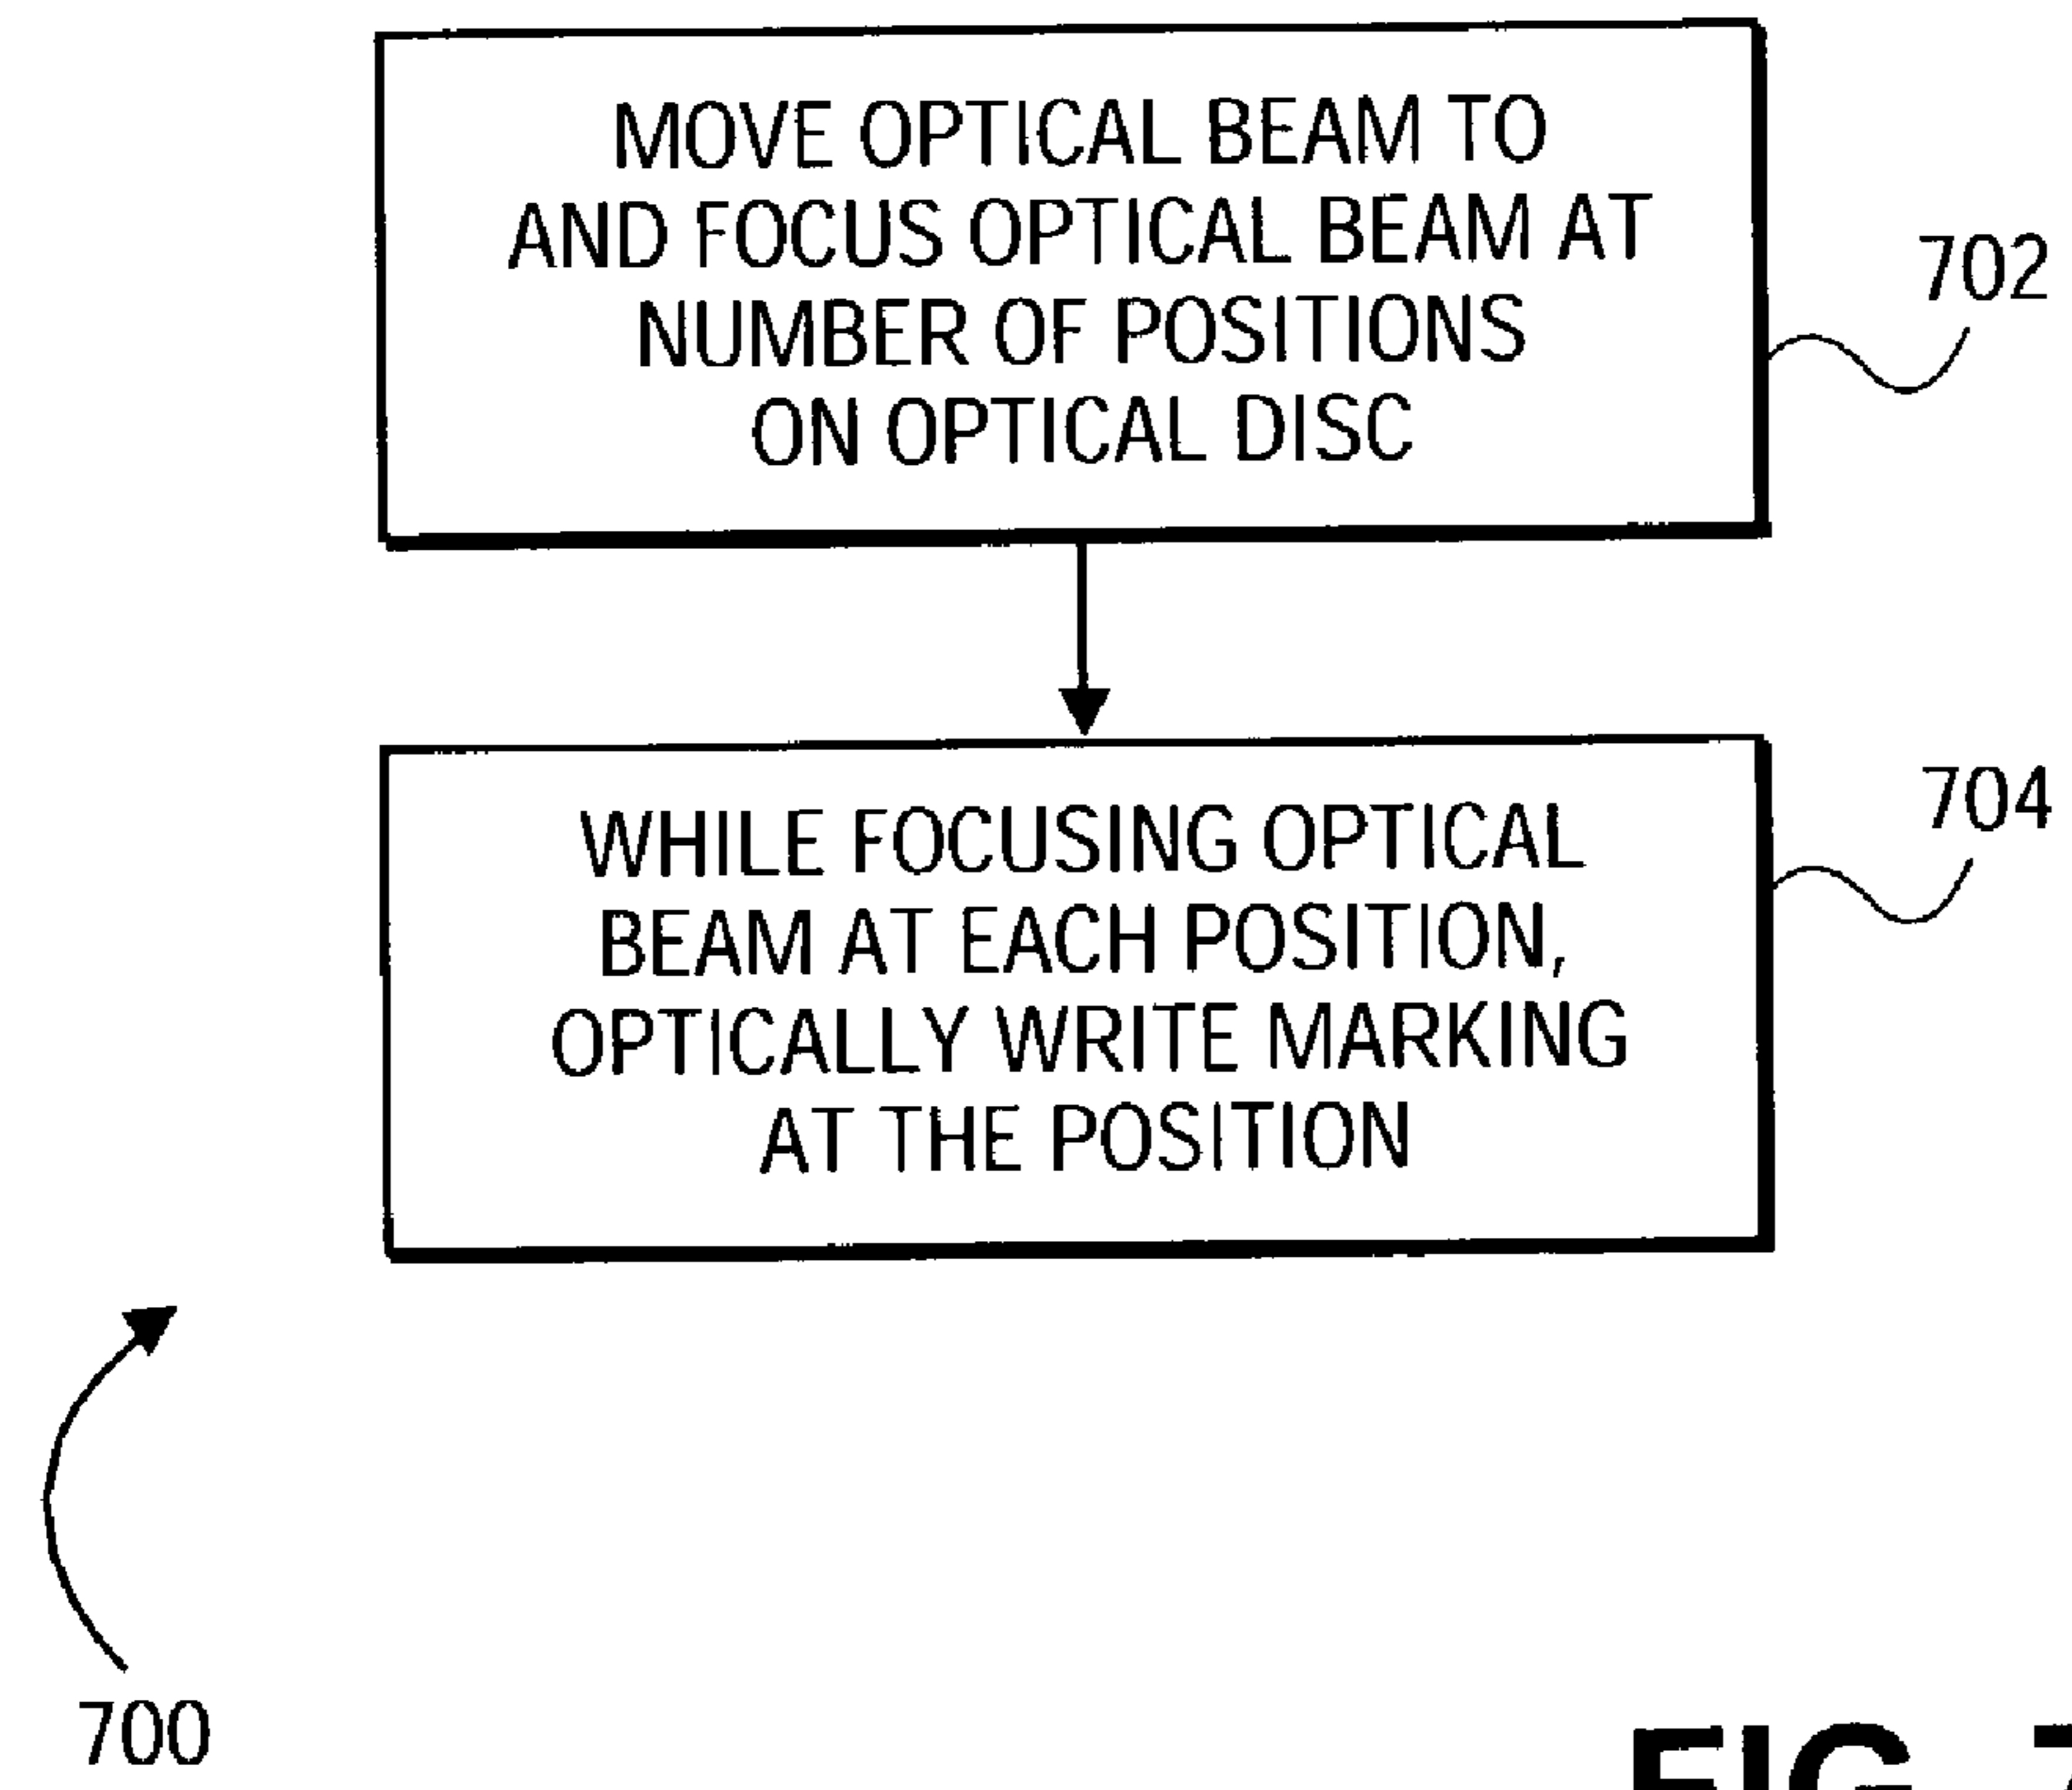 MOVE OPTICAL BEAM TO
AND FOCUS OPTICAL BEAM AT
NUMBER OF POSITIONS
ON OPTICAL DISC
702
WHILE FOCUSING OPTICAL
BEAM AT EACH POSITION,
OPTICALLY WRITE MARKING
AT THE POSITION
704
700
FIG